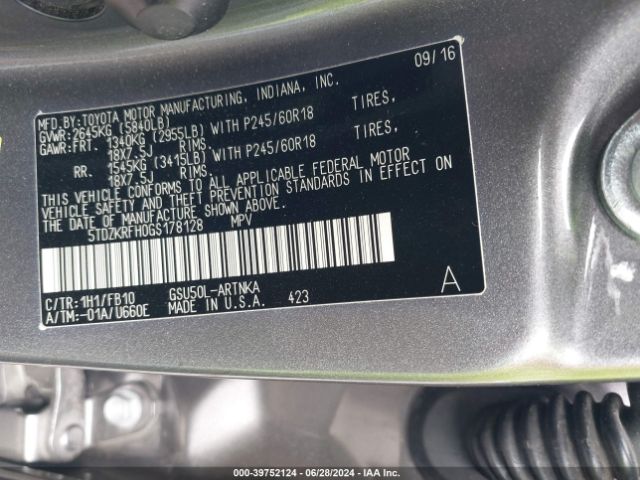 09/16
MFD.BY:TOYOTA MOTOR MANUFACTURING, INDIANA, INC.
GVWR:2645KG (5840LB)
GAWR:FRT. 1340KG (2955LB) WITH P245/60R18 TIRES,
18X7.5J RIMS.
RR. 1545KG (3415LB) WITH P245/60R18 TIRES,
18X7.5J RIMS.
THIS VEHICLE CONFORMS TO ALL APPLICABLE FEDERAL MOTOR
VEHICLE SAFETY AND THEFT PREVENTION STANDARDS IN EFFECT ON
THE DATE OF MANUFACTURE SHOWN ABOVE.
5TDZKRFH0GS178128 MPV
C/TR:1H1/FB10 GSU50L-ARTNKA A
A/TM:-01A/U660E MADE IN U.S.A. 423
000-39752124 - 06/28/2024 - IAA Inc.